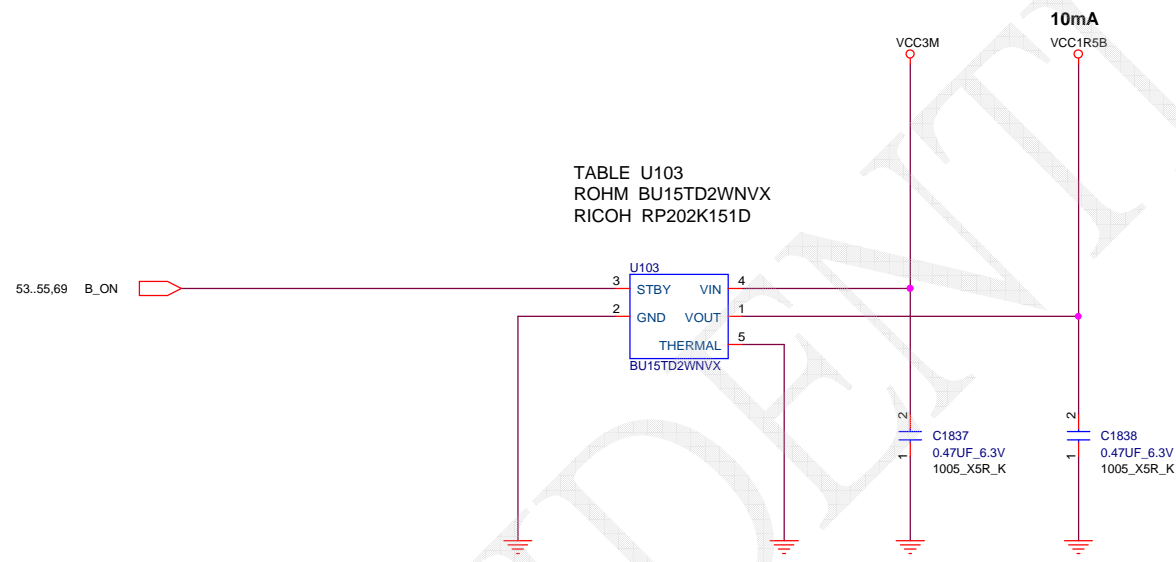 10mA
VCC3M
VCC1R5B
TABLE U103
ROHM BU15TD2WNVX
RICOH RP202K151D
U103
53..55,69 B_ON
3 STBY VIN 4
2 GND VOUT 1
THERMAL 5
BU15TD2WNVX
2
C1837
0.47UF_6.3V
1005_X5R_K
1
2
C1838
0.47UF_6.3V
1005_X5R_K
1
DENT